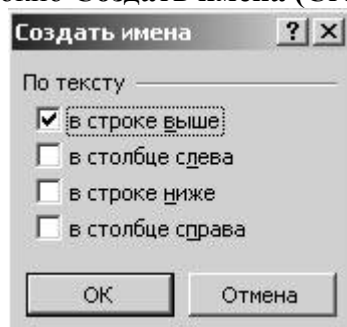 Создать имена
По тексту
в строке выше
в столбце слева
в строке ниже
в столбце справа
ОК
Отмена